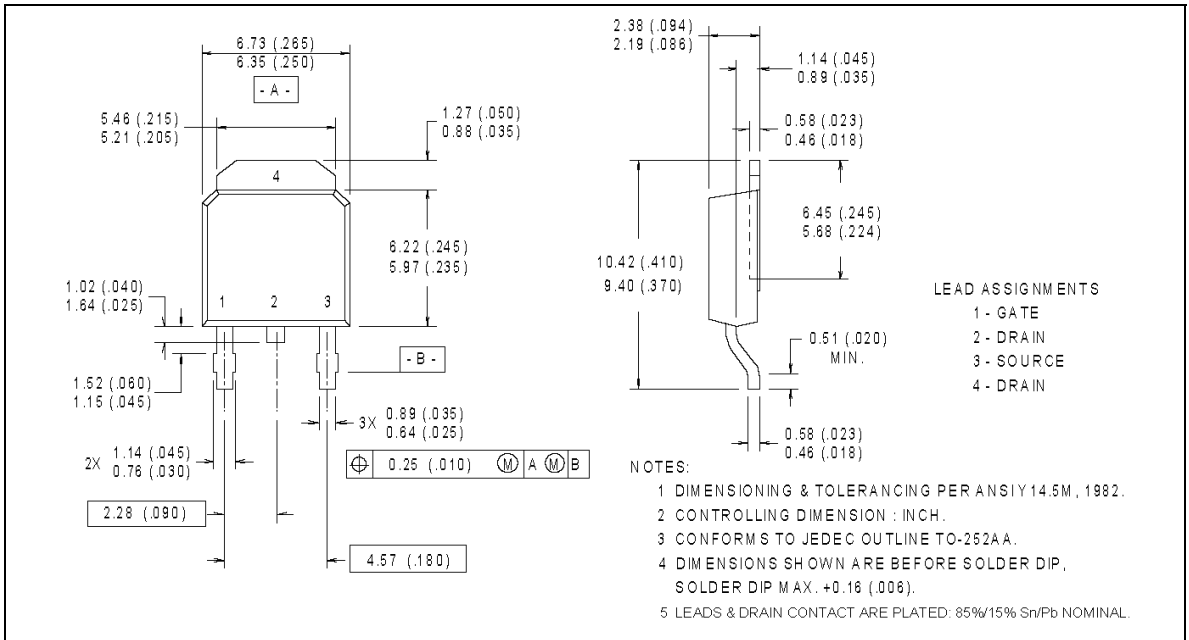 6.73 (.265)
6.35 (.250)
- A -
5.46 (.215)
5.21 (.205)
1.27 (.050)
0.88 (.035)
4
6.22 (.245)
5.97 (.235)
1.02 (.040)
1.64 (.025)
1 2 3
- B -
1.52 (.060)
1.15 (.045)
3X 0.89 (.035)
0.64 (.025)
2X 1.14 (.045)
0.76 (.030)
⌖ 0.25 (.010) Ⓜ A Ⓜ B
2.28 (.090)
4.57 (.180)
2.38 (.094)
2.19 (.086)
1.14 (.045)
0.89 (.035)
0.58 (.023)
0.46 (.018)
6.45 (.245)
5.68 (.224)
10.42 (.410)
9.40 (.370)
0.51 (.020)
MIN.
0.58 (.023)
0.46 (.018)
LEAD ASSIGNMENTS
1 - GATE
2 - DRAIN
3 - SOURCE
4 - DRAIN
NOTES:
1 DIMENSIONING & TOLERANCING PER ANSI Y14.5M, 1982.
2 CONTROLLING DIMENSION : INCH.
3 CONFORMS TO JEDEC OUTLINE TO-252AA.
4 DIMENSIONS SHOWN ARE BEFORE SOLDER DIP,
SOLDER DIP MAX. +0.16 (.006).
5 LEADS & DRAIN CONTACT ARE PLATED: 85%/15% Sn/Pb NOMINAL.